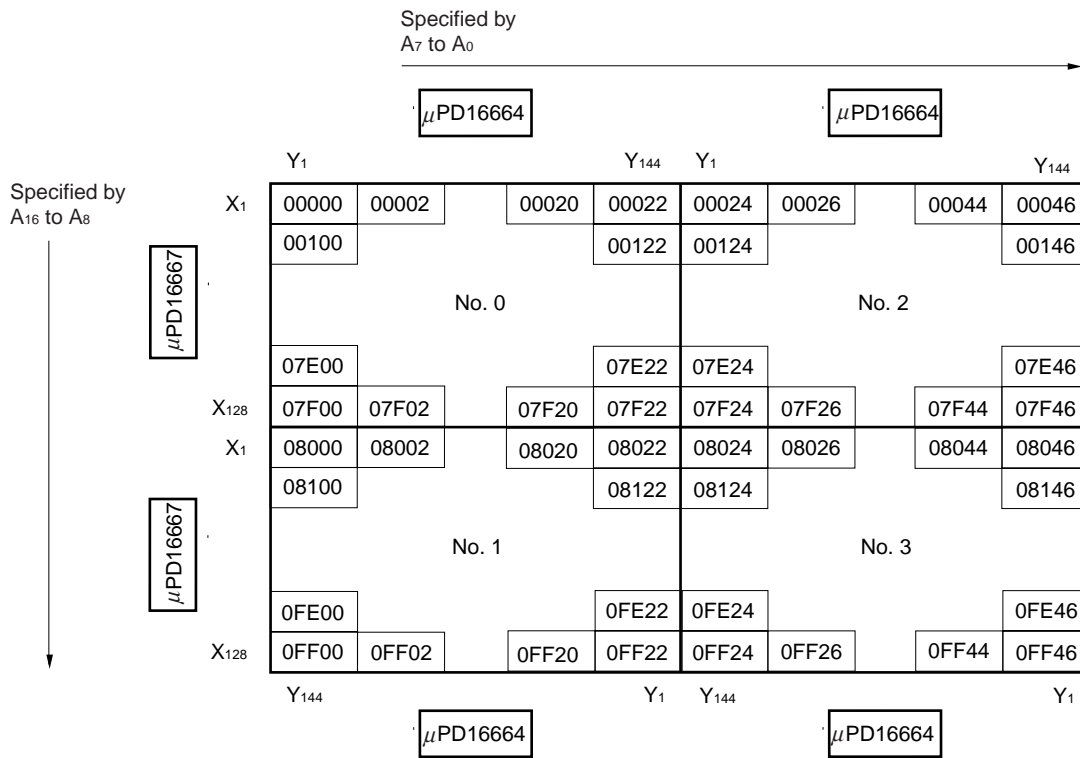 Specified by
A7 to A0
µPD16664 µPD16664
Y1 Y144 Y1 Y144
Specified by
A16 to A8
X1 00000 00002 00020 00022 00024 00026 00044 00046
00100 00122 00124 00146
µPD16667
No. 0 No. 2
07E00 07E22 07E24 07E46
X128 07F00 07F02 07F20 07F22 07F24 07F26 07F44 07F46
X1 08000 08002 08020 08022 08024 08026 08044 08046
08100 08122 08124 08146
µPD16667
No. 1 No. 3
0FE00 0FE22 0FE24 0FE46
X128 0FF00 0FF02 0FF20 0FF22 0FF24 0FF26 0FF44 0FF46
Y144 Y1 Y144 Y1
µPD16664 µPD16664